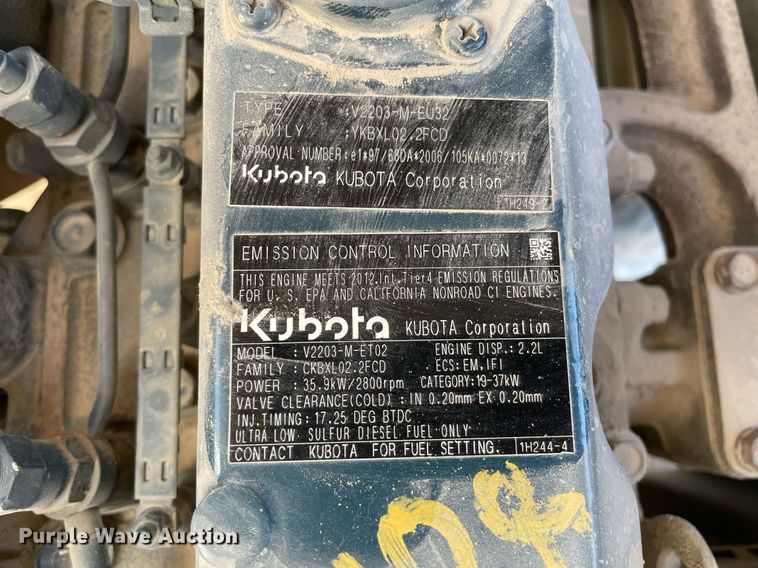 TYPE :V2203-M-EU32
FAMILY :YKBXL02.2FCD
APPROVAL NUMBER:e1*97/68DA*2006/105KA*0072*13
Kubota KUBOTA Corporation
1H249-2
EMISSION CONTROL INFORMATION
THIS ENGINE MEETS 2012.Int.Tier4 EMISSION REGULATIONS
FOR U.S. EPA AND CALIFORNIA NONROAD CI ENGINES.
Kubota KUBOTA Corporation
MODEL : V2203-M-ET02 ENGINE DISP.: 2.2L
FAMILY : CKBXL02.2FCD ECS: EM,IFI
POWER : 35.9kW/2800rpm CATEGORY:19-37kW
VALVE CLEARANCE(COLD) : IN 0.20mm EX 0.20mm
INJ.TIMING: 17.25 DEG BTDC
ULTRA LOW SULFUR DIESEL FUEL ONLY
CONTACT KUBOTA FOR FUEL SETTING. 1H244-4
Purple Wave Auction